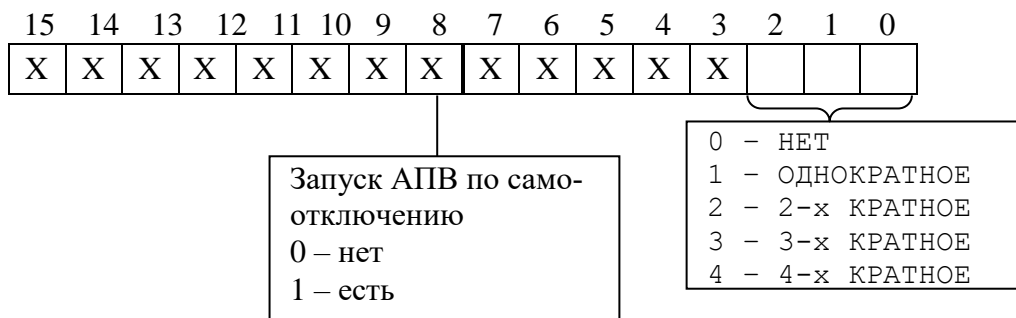 15 14 13 12 11 10 9 8 7 6 5 4 3 2 1 0
X X X X X X X X X X X X X
Запуск АПВ по само-
отключению
0 – нет
1 – есть
0 – НЕТ
1 – ОДНОКРАТНОЕ
2 – 2-х КРАТНОЕ
3 – 3-х КРАТНОЕ
4 – 4-х КРАТНОЕ